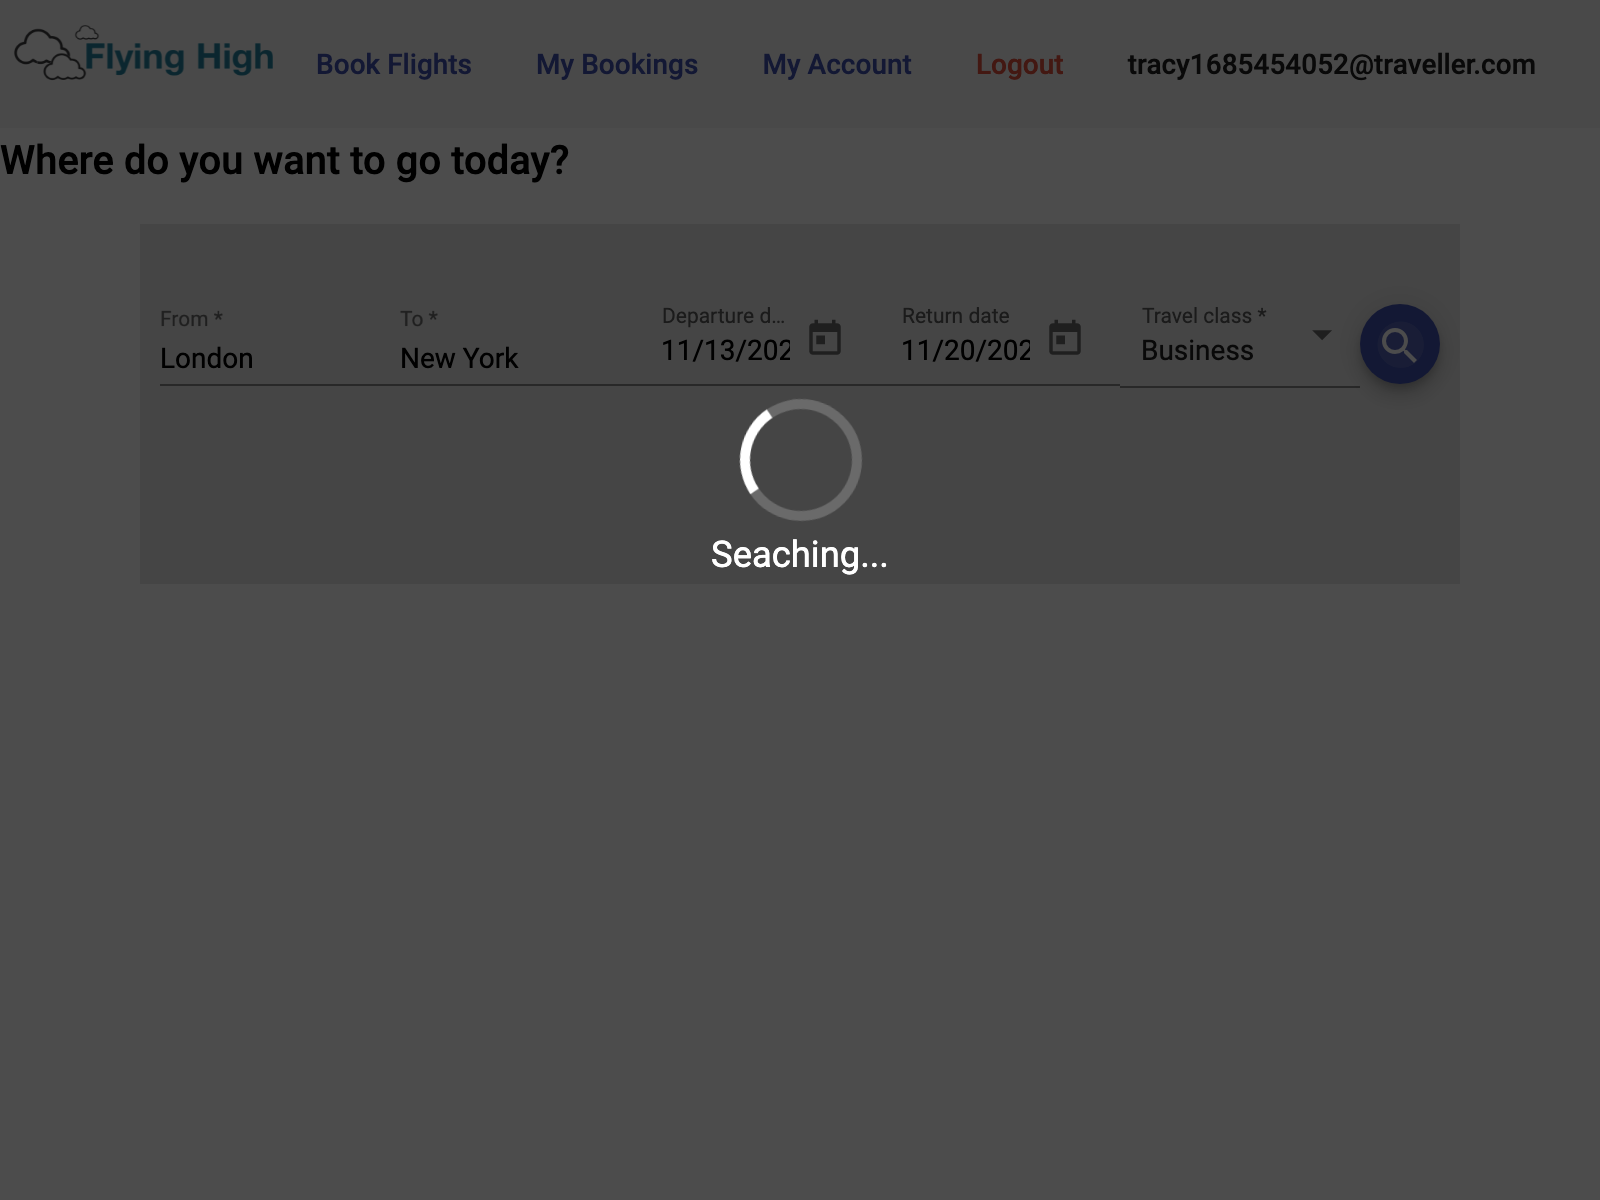 Flying High
Book Flights
My Bookings
My Account
Logout
tracy1685454052@traveller.com
Where do you want to go today?
From *
To *
Departure d...
Return date
Travel class *
London
New York
11/13/202
11/20/202
Business
Seaching...